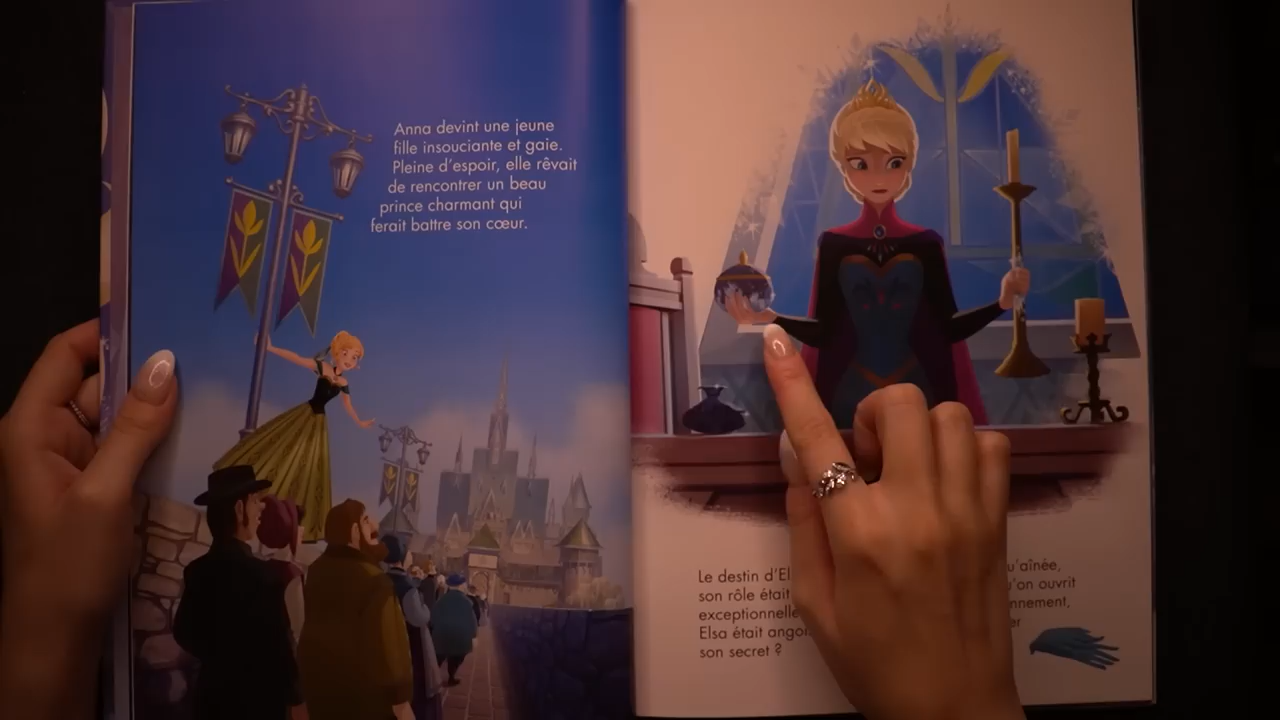 Anna devint une jeune
fille insouciante et gaie.
Pleine d'espoir, elle rêvait
de rencontrer un beau
prince charmant qui
ferait battre son cœur.
Le destin d'El u'aînée,
son rôle était u'on ouvrit
exceptionnelle nnement,
Elsa était ango er
son secret ?